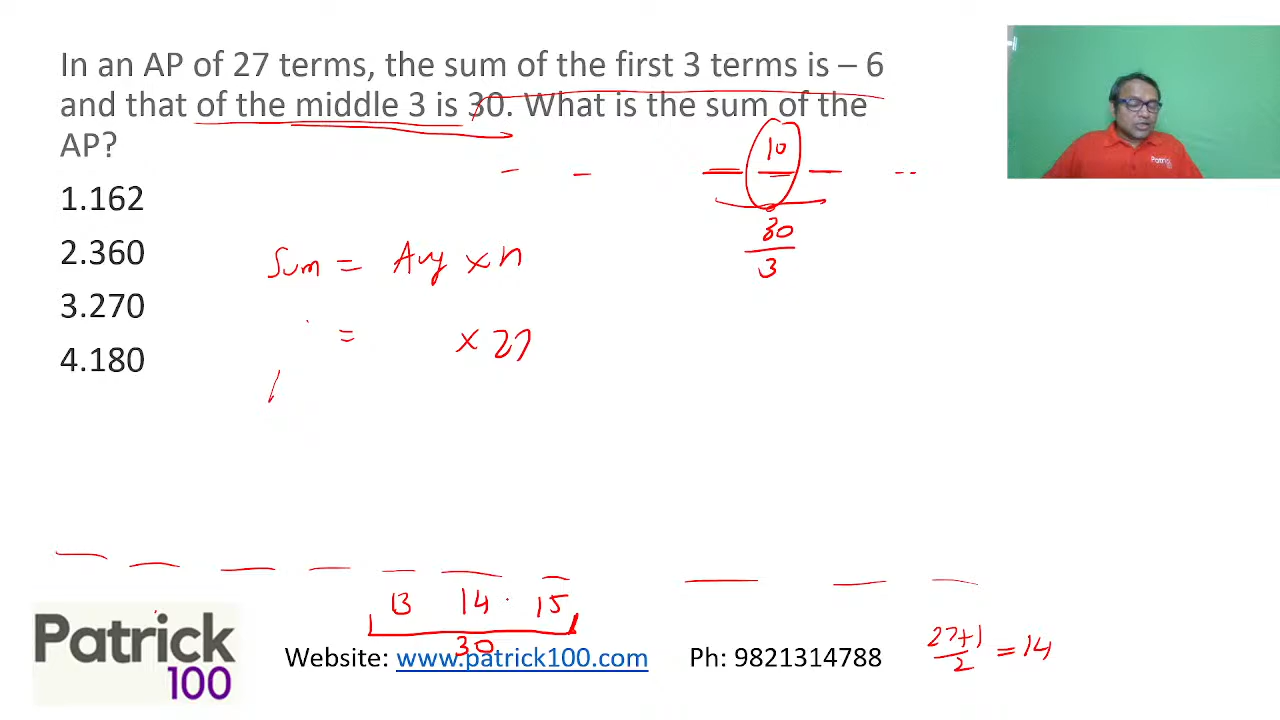 In an AP of 27 terms, the sum of the first 3 terms is – 6
and that of the middle 3 is 30. What is the sum of the
AP?
1.162
2.360
3.270
4.180
10
30
3
Sum = Avg × n
= × 27
13 14 15
30
27+1
2
= 14
Patrick
100
Website: www.patrick100.com
Ph: 9821314788